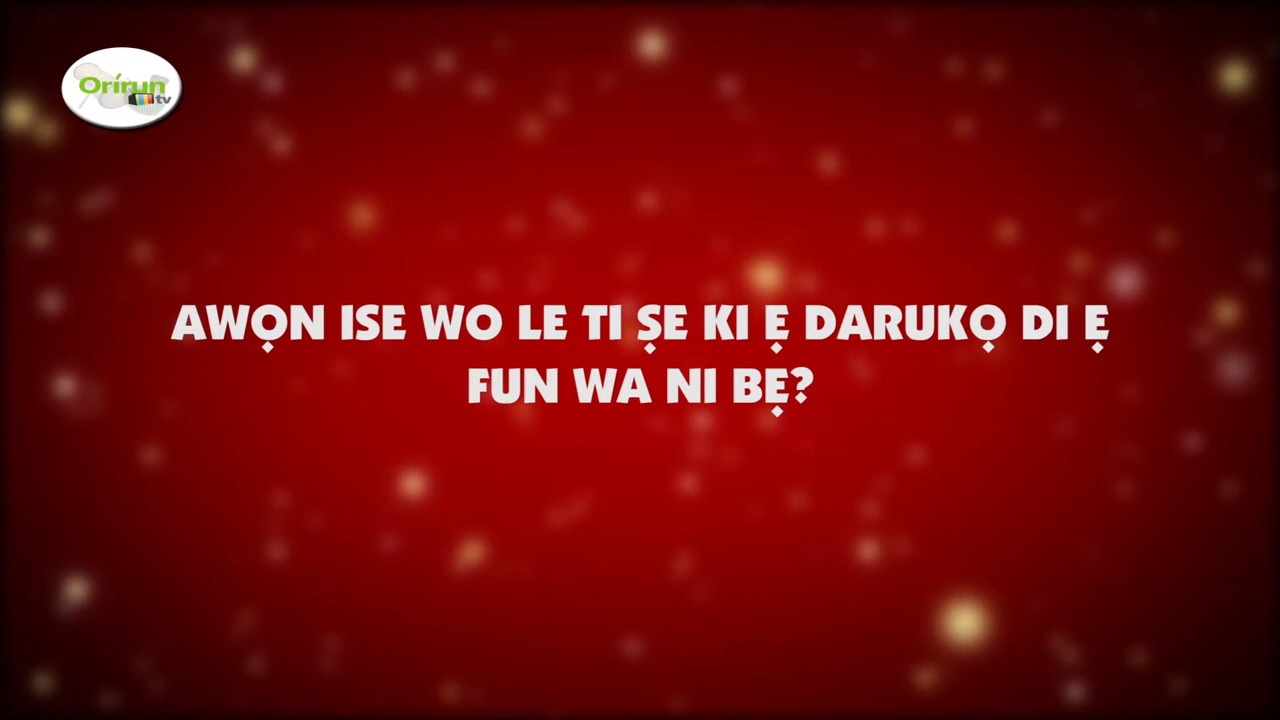 Orírun
tv
AWỌN ISE WO LE TI ṢE KI Ẹ DARUKỌ DI Ẹ
FUN WA NI BẸ?